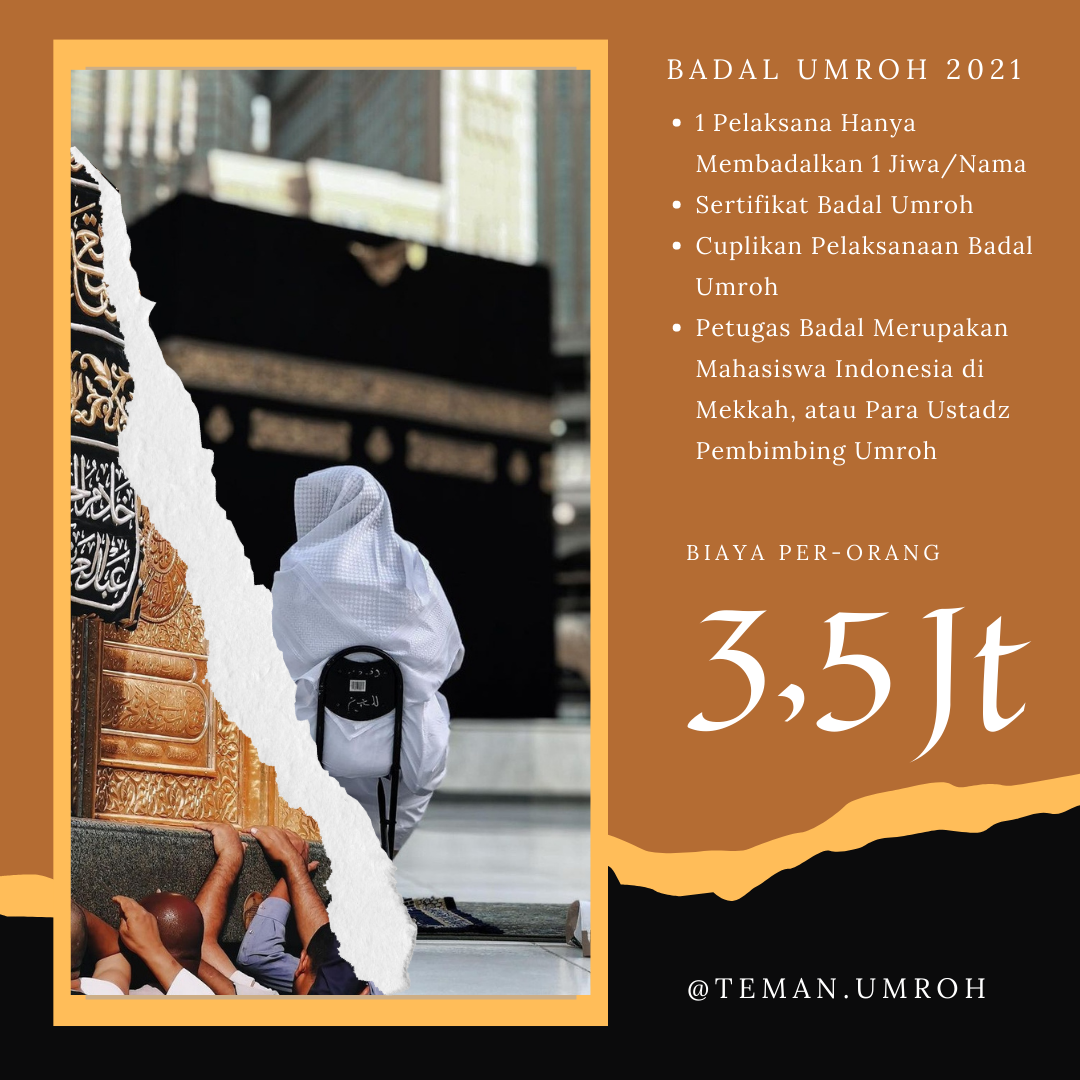 BADAL UMROH 2021
1 Pelaksana Hanya
Membadalkan 1 Jiwa/Nama
Sertifikat Badal Umroh
Cuplikan Pelaksanaan Badal
Umroh
Petugas Badal Merupakan
Mahasiswa Indonesia di
Mekkah, atau Para Ustadz
Pembimbing Umroh
BIAYA PER-ORANG
3,5 Jt
@TEMAN.UMROH